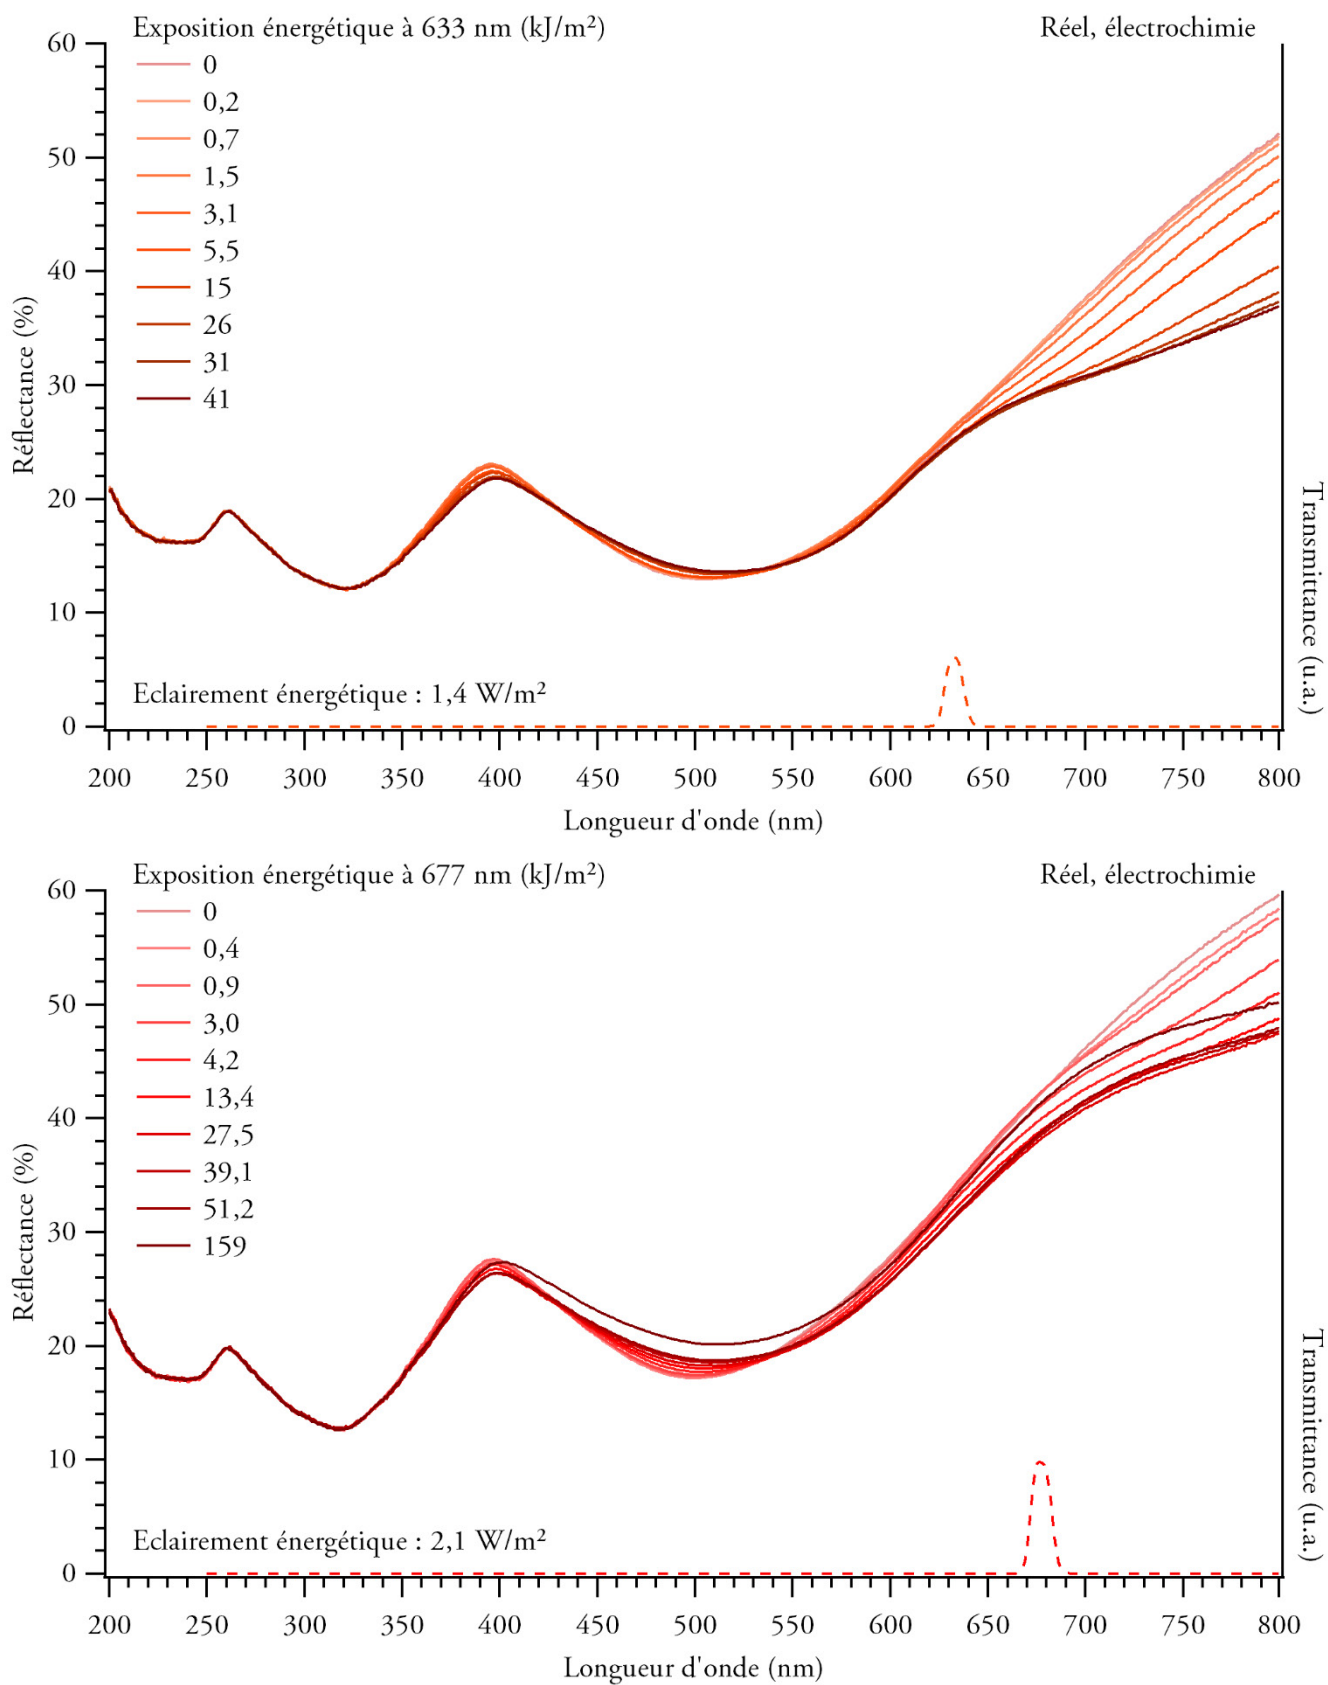 Exposition énergétique à 633 nm (kJ/m²)
Réel, électrochimie
0
0,2
0,7
1,5
3,1
5,5
15
26
31
41
60
50
40
30
20
10
0
Réflectance (%)
Transmittance (u.a.)
Eclairement énergétique : 1,4 W/m²
200 250 300 350 400 450 500 550 600 650 700 750 800
Longueur d'onde (nm)
Exposition énergétique à 677 nm (kJ/m²)
Réel, électrochimie
0
0,4
0,9
3,0
4,2
13,4
27,5
39,1
51,2
159
60
50
40
30
20
10
0
Réflectance (%)
Transmittance (u.a.)
Eclairement énergétique : 2,1 W/m²
200 250 300 350 400 450 500 550 600 650 700 750 800
Longueur d'onde (nm)